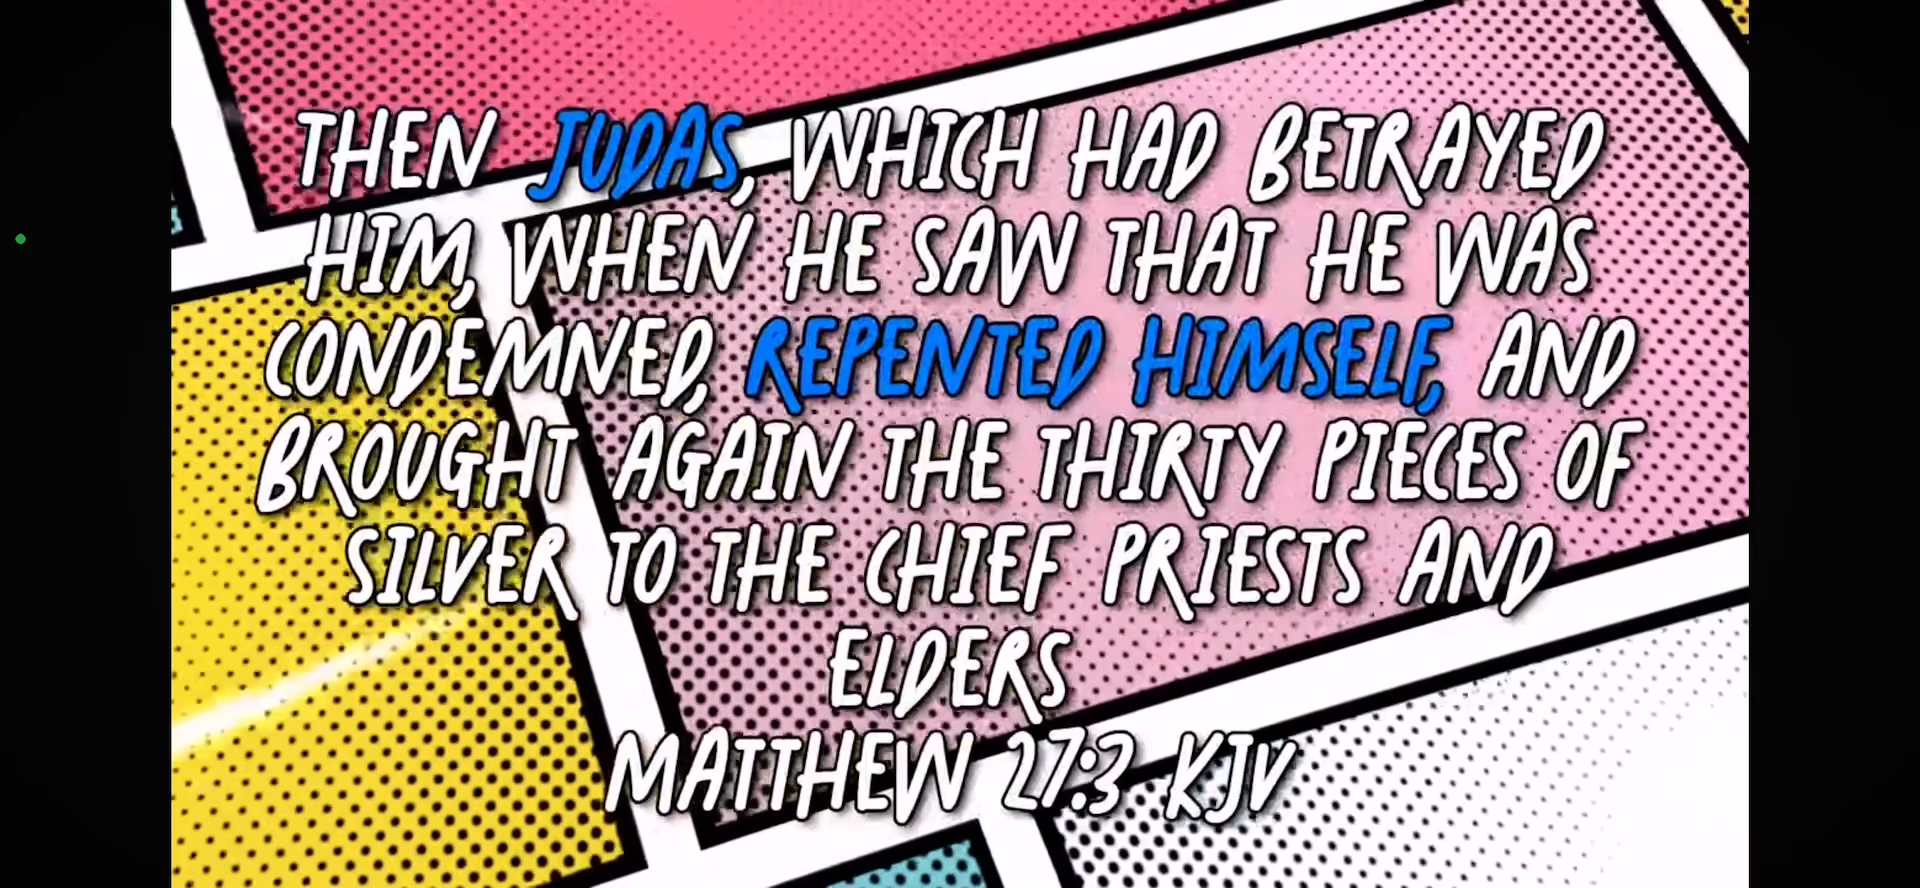 THEN JUDAS, WHICH HAD BETRAYED
HIM, WHEN HE SAW THAT HE WAS
CONDEMNED, REPENTED HIMSELF, AND
BROUGHT AGAIN THE THIRTY PIECES OF
SILVER TO THE CHIEF PRIESTS AND
ELDERS
MATTHEW 27:3 KJV